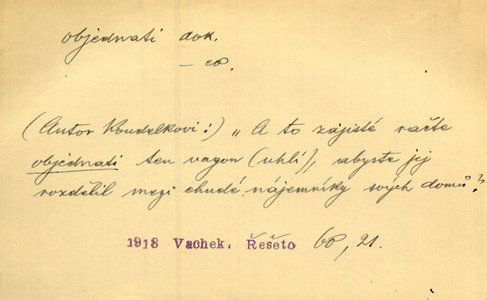 objednati dok.
– co.
(Autor Koudelkovi:) „A to zajisté račte
objednati ten vagon (uhlí), abyste jej
rozdělil mezi chudé nájemníky svých domů?
1918 Vachek. Řešeto 60, 21.